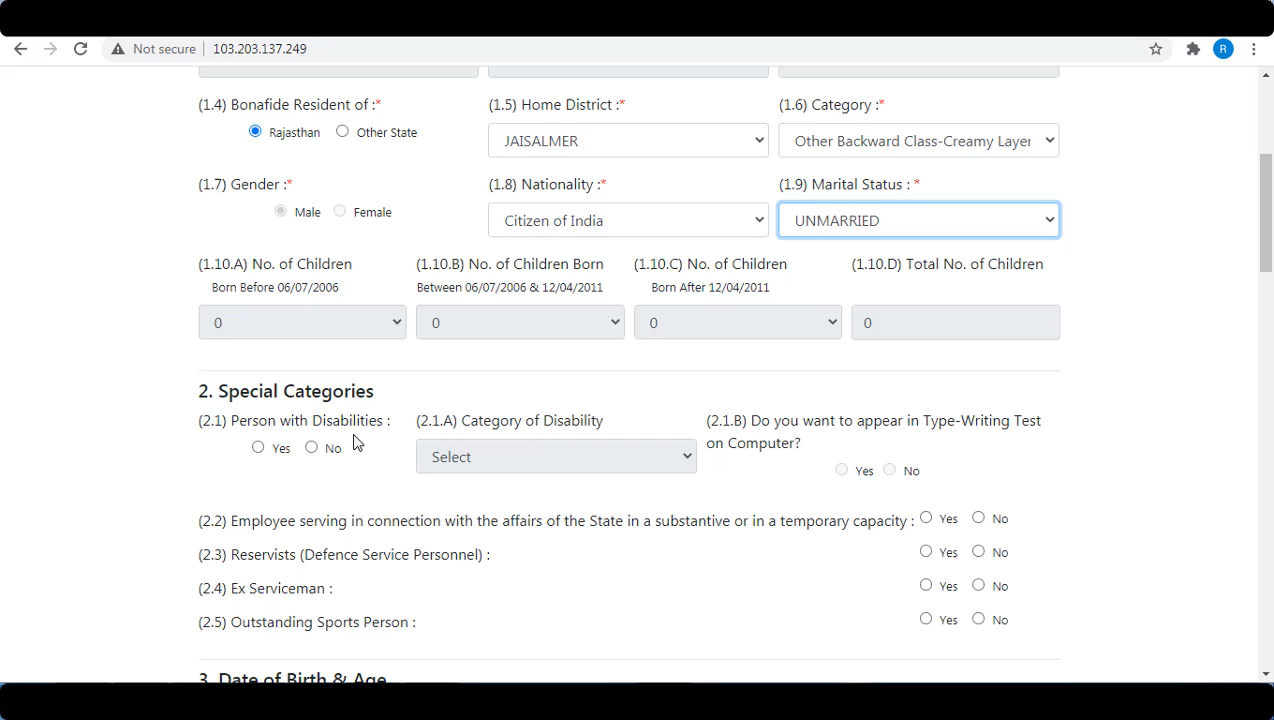 Not secure 103.203.137.249 R
(1.4) Bonafide Resident of :* (1.5) Home District :* (1.6) Category :*
Rajasthan Other State JAISALMER Other Backward Class-Creamy Layer
(1.7) Gender :* (1.8) Nationality :* (1.9) Marital Status : *
Male Female Citizen of India UNMARRIED
(1.10.A) No. of Children (1.10.B) No. of Children Born (1.10.C) No. of Children (1.10.D) Total No. of Children
Born Before 06/07/2006 Between 06/07/2006 & 12/04/2011 Born After 12/04/2011
0 0 0 0
2. Special Categories
(2.1) Person with Disabilities : (2.1.A) Category of Disability (2.1.B) Do you want to appear in Type-Writing Test
on Computer?
Yes No Select
Yes No
(2.2) Employee serving in connection with the affairs of the State in a substantive or in a temporary capacity : Yes No
(2.3) Reservists (Defence Service Personnel) : Yes No
(2.4) Ex Serviceman : Yes No
(2.5) Outstanding Sports Person : Yes No
3. Date of Birth & Age